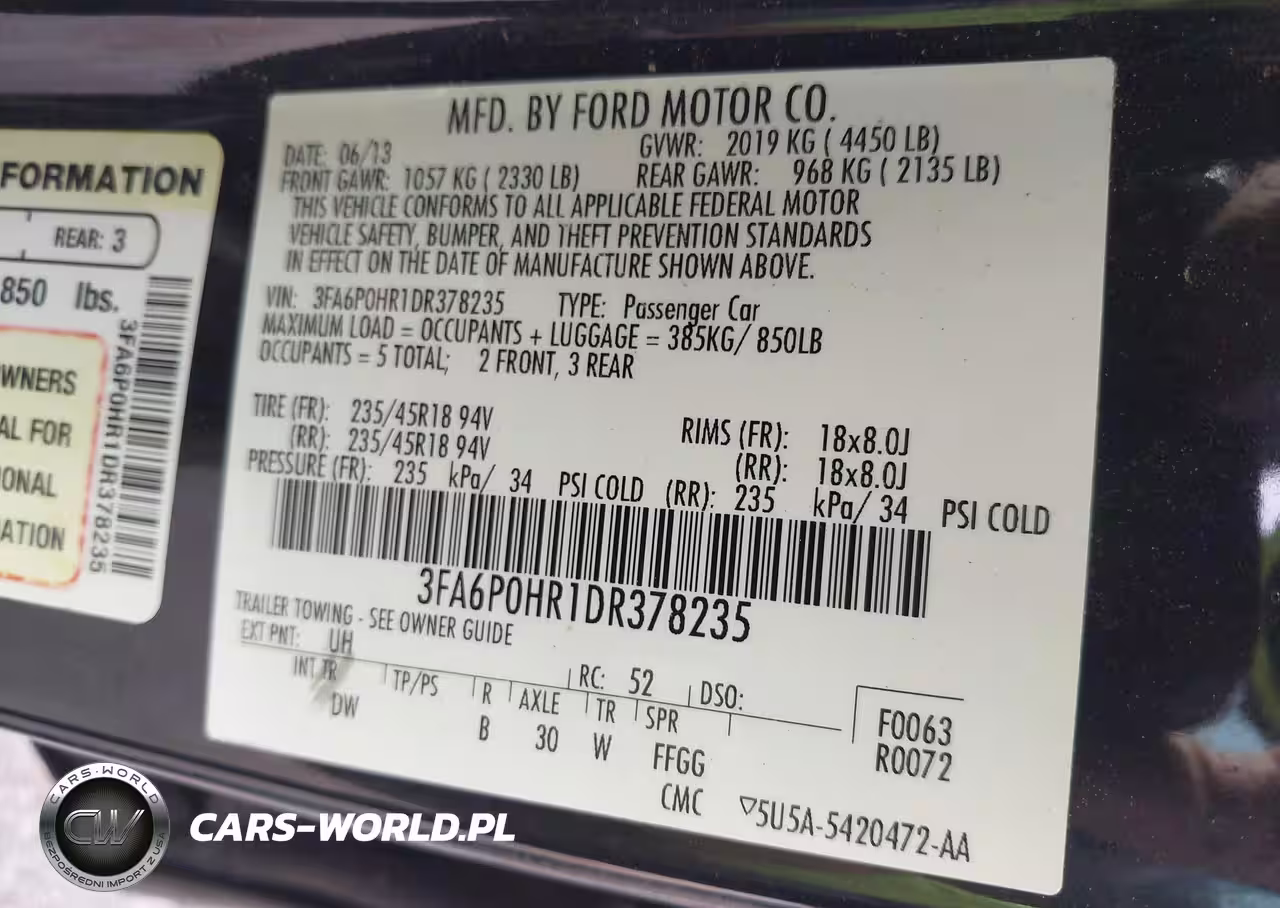 MFD. BY FORD MOTOR CO.
DATE: 06/13 GVWR: 2019 KG ( 4450 LB)
FRONT GAWR: 1057 KG ( 2330 LB) REAR GAWR: 968 KG ( 2135 LB)
THIS VEHICLE CONFORMS TO ALL APPLICABLE FEDERAL MOTOR
VEHICLE SAFETY, BUMPER, AND THEFT PREVENTION STANDARDS
IN EFFECT ON THE DATE OF MANUFACTURE SHOWN ABOVE.
VIN: 3FA6P0HR1DR378235 TYPE: Passenger Car
MAXIMUM LOAD = OCCUPANTS + LUGGAGE = 385KG/ 850LB
OCCUPANTS = 5 TOTAL; 2 FRONT, 3 REAR
TIRE (FR): 235/45R18 94V RIMS (FR): 18x8.0J
(RR): 235/45R18 94V (RR): 18x8.0J
PRESSURE (FR): 235 kPa/ 34 PSI COLD (RR): 235 kPa/ 34 PSI COLD
3FA6P0HR1DR378235
TRAILER TOWING - SEE OWNER GUIDE
EXT PNT: UH RC: 52 DSO:
INT TR TP/PS R AXLE TR SPR F0063
DW B 30 W FFGG R0072
CMC ▽5U5A-5420472-AA
FORMATION
REAR: 3
850 lbs.
3FA6P0HR1DR378235
WNERS
AL FOR
IONAL
ATION
CARS-WORLD
CW
BEZPOŚREDNI IMPORT Z USA
CARS-WORLD.PL